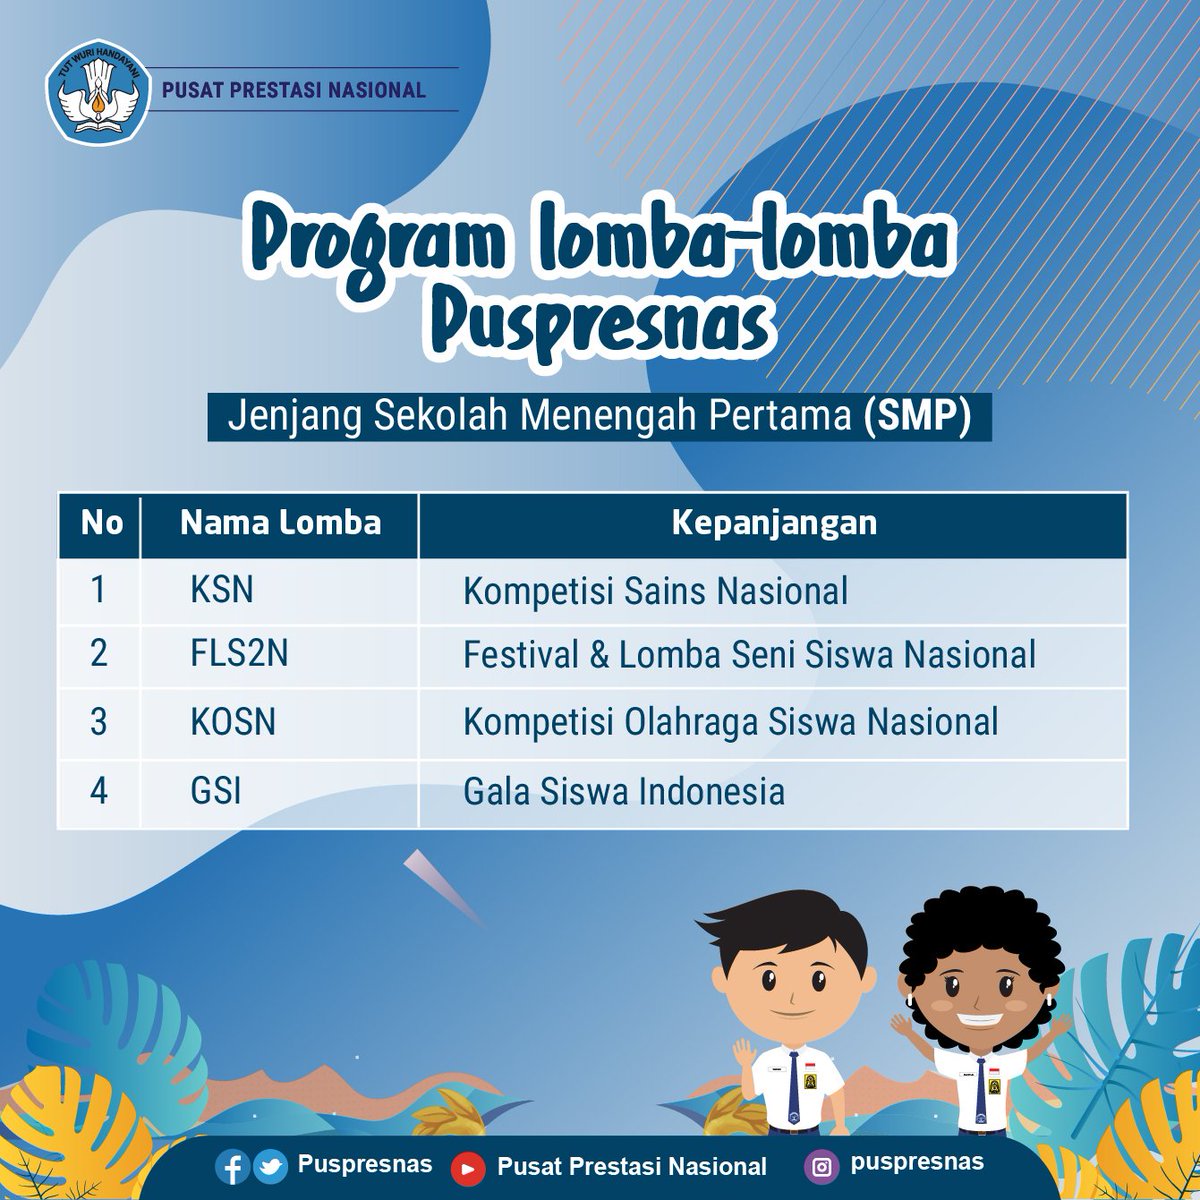 TUT WURI HANDAYANI
PUSAT PRESTASI NASIONAL
Program lomba-lomba
Puspresnas
Jenjang Sekolah Menengah Pertama (SMP)
No Nama Lomba Kepanjangan
1 KSN Kompetisi Sains Nasional
2 FLS2N Festival & Lomba Seni Siswa Nasional
3 KOSN Kompetisi Olahraga Siswa Nasional
4 GSI Gala Siswa Indonesia
Puspresnas Pusat Prestasi Nasional puspresnas